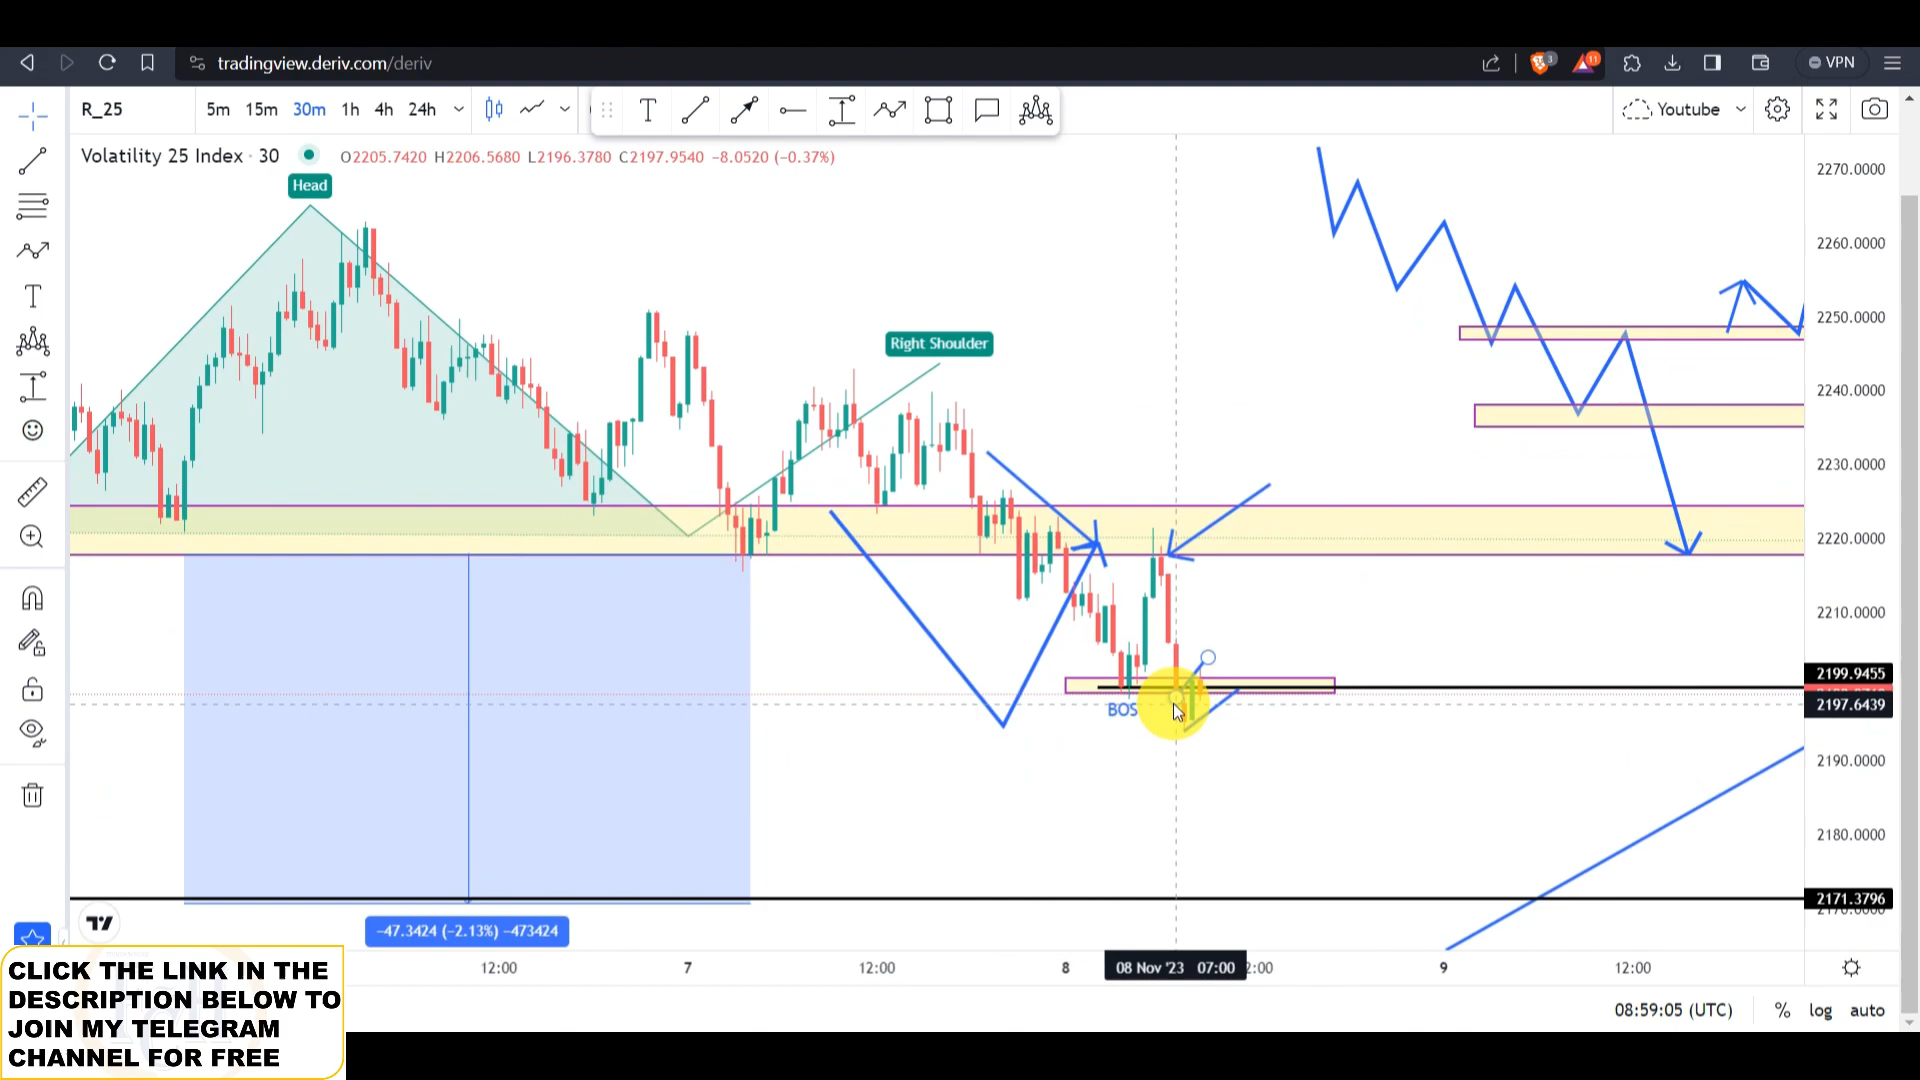 tradingview.deriv.com/deriv
3
11
VPN
R_25
5m 15m 30m 1h 4h 24h
Youtube
Volatility 25 Index · 30 O2205.7420 H2206.5680 L2196.3780 C2197.9540 −8.0520 (−0.37%)
Head
Right Shoulder
BOS
2270.0000
2260.0000
2250.0000
2240.0000
2230.0000
2220.0000
2210.0000
2199.9455
2197.6439
2190.0000
2180.0000
2171.3796
−47.3424 (−2.13%) −473424
12:00 7 12:00 8 08 Nov '23 07:00 2:00 9 12:00
08:59:05 (UTC) % log auto
CLICK THE LINK IN THE
DESCRIPTION BELOW TO
JOIN MY TELEGRAM
CHANNEL FOR FREE